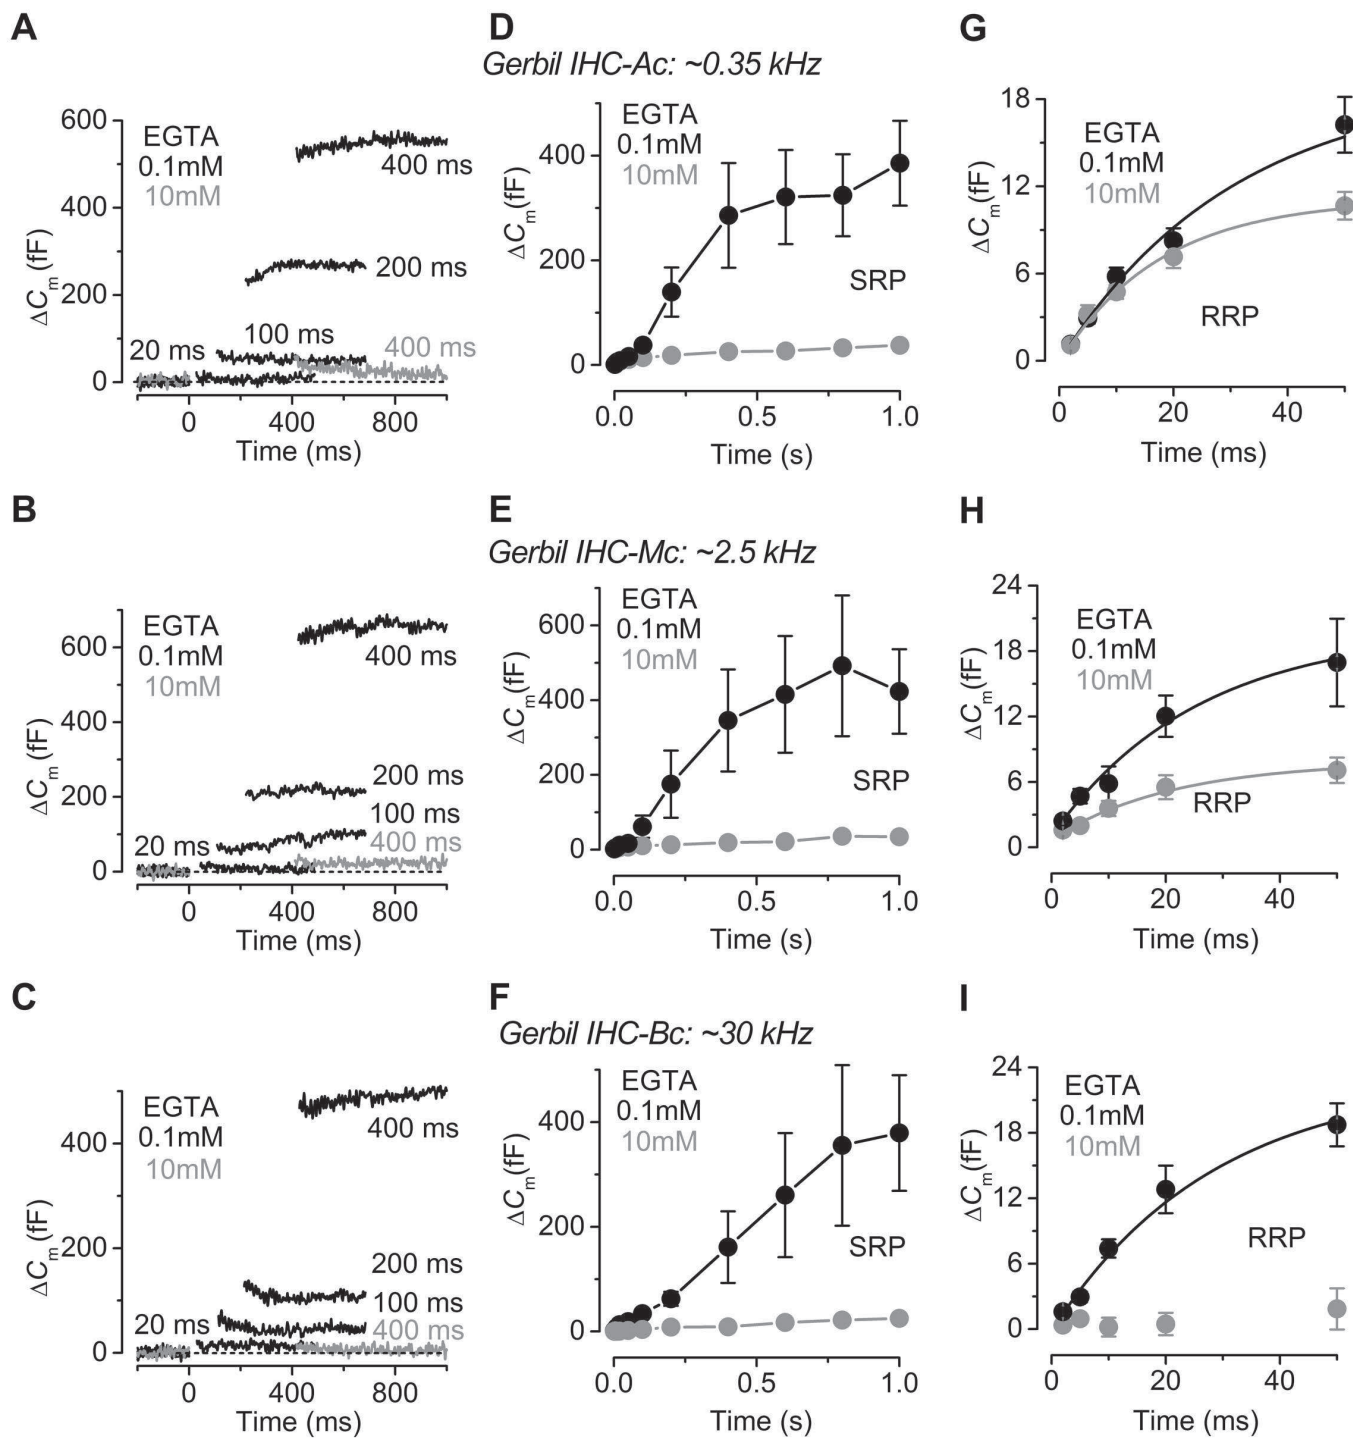 A
D
G
Gerbil IHC-Ac: ~0.35 kHz
EGTA
0.1mM
10mM
600
400
200
0
ΔCm (fF)
400 ms
200 ms
100 ms
20 ms
400 ms
0
400
800
Time (ms)
EGTA
0.1mM
10mM
400
200
0
ΔCm (fF)
SRP
0.0
0.5
1.0
Time (s)
EGTA
0.1mM
10mM
18
12
6
0
ΔCm (fF)
RRP
0
20
40
Time (ms)
B
E
H
Gerbil IHC-Mc: ~2.5 kHz
EGTA
0.1mM
10mM
600
400
200
0
ΔCm (fF)
400 ms
200 ms
100 ms
20 ms
400 ms
0
400
800
Time (ms)
EGTA
0.1mM
10mM
600
400
200
0
ΔCm (fF)
SRP
0.0
0.5
1.0
Time (s)
EGTA
0.1mM
10mM
24
18
12
6
0
ΔCm (fF)
RRP
0
20
40
Time (ms)
C
F
I
Gerbil IHC-Bc: ~30 kHz
EGTA
0.1mM
10mM
400
200
0
ΔCm (fF)
400 ms
200 ms
100 ms
20 ms
400 ms
0
400
800
Time (ms)
EGTA
0.1mM
10mM
400
200
0
ΔCm (fF)
SRP
0.0
0.5
1.0
Time (s)
EGTA
0.1mM
10mM
24
18
12
6
0
ΔCm (fF)
RRP
0
20
40
Time (ms)